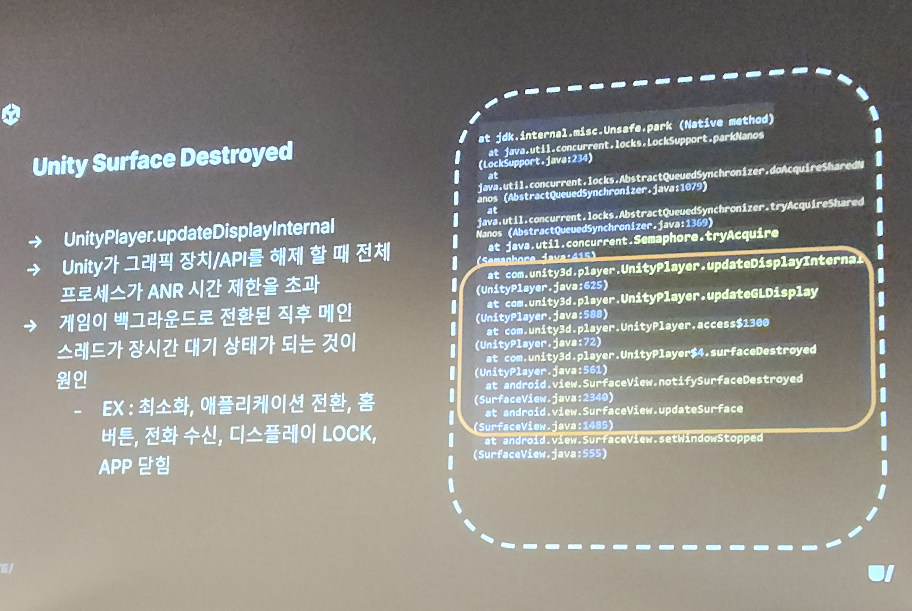 Unity Surface Destroyed
→ UnityPlayer.updateDisplayInternal
→ Unity가 그래픽 장치/API를 해제 할 때 전체
프로세스가 ANR 시간 제한을 초과
→ 게임이 백그라운드로 전환된 직후 메인
스레드가 장시간 대기 상태가 되는 것이
원인
- EX : 최소화, 애플리케이션 전환, 홈
버튼, 전화 수신, 디스플레이 LOCK,
APP 닫힘
at jdk.internal.misc.Unsafe.park (Native method)
at java.util.concurrent.locks.LockSupport.parkNanos
(LockSupport.java:234)
at
java.util.concurrent.locks.AbstractQueuedSynchronizer.doAcquireSharedN
anos (AbstractQueuedSynchronizer.java:1079)
at
java.util.concurrent.locks.AbstractQueuedSynchronizer.tryAcquireShared
Nanos (AbstractQueuedSynchronizer.java:1369)
at java.util.concurrent.Semaphore.tryAcquire
(Semaphore.java:415)
at com.unity3d.player.UnityPlayer.updateDisplayInternal
(UnityPlayer.java:625)
at com.unity3d.player.UnityPlayer.updateGLDisplay
(UnityPlayer.java:588)
at com.unity3d.player.UnityPlayer.access$1300
(UnityPlayer.java:72)
at com.unity3d.player.UnityPlayer$4.surfaceDestroyed
(UnityPlayer.java:561)
at android.view.SurfaceView.notifySurfaceDestroyed
(SurfaceView.java:2340)
at android.view.SurfaceView.updateSurface
(SurfaceView.java:1485)
at android.view.SurfaceView.setWindowStopped
(SurfaceView.java:555)
U/